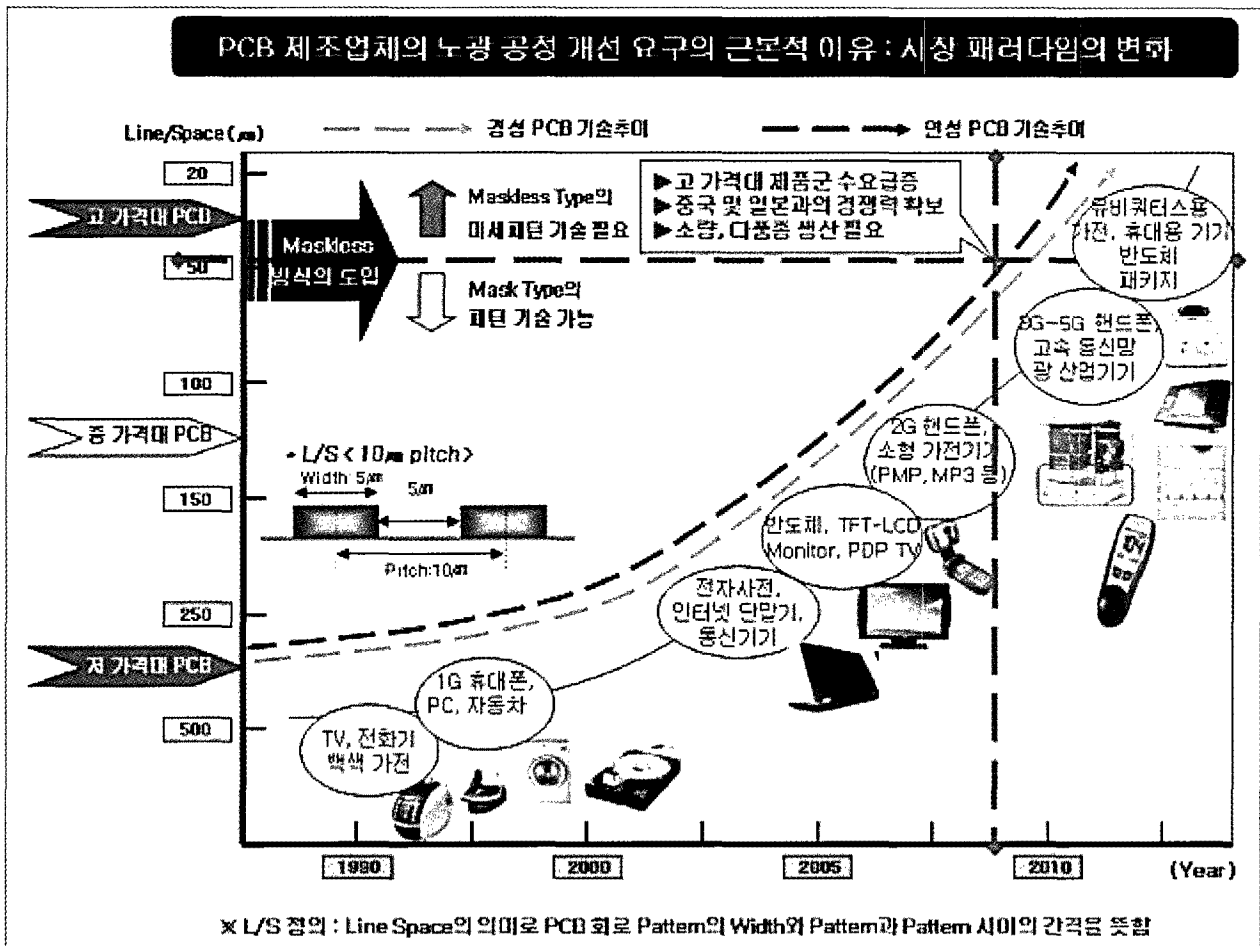 PCB 제조업체의 노광 공정 개선 요구의 근본적 이유 : 시장 패러다임의 변화
Line/Space(㎛)
경성 PCB 기술추이
연성 PCB 기술추이
20
고 가격대 PCB
50
100
중 가격대 PCB
150
250
저 가격대 PCB
500
Maskless
방식의 도입
Maskless Type의
미세패턴 기술 필요
Mask Type의
패턴 기술 가능
▶고 가격대 제품군 수요급증
▶중국 및 일본과의 경쟁력 확보
▶소량, 다품종 생산 필요
유비쿼터스용
가전, 휴대용 기기
반도체
패키지
3G-5G 핸드폰,
고속 통신망
광 산업기기
2G 핸드폰,
소형 가전기기
(PMP, MP3 등)
반도체, TFT-LCD
Monitor, PDP TV
전자사전,
인터넷 단말기,
통신기기
1G 휴대폰,
PC, 자동차
TV, 전화기
백색 가전
- L/S < 10㎛ pitch >
Width: 5㎛
5㎛
Pitch:10㎛
1990
2000
2005
2010
(Year)
※ L/S 정의 : Line Space의 의미로 PCB 회로 Pattern의 Width와 Pattern과 Pattern 사이의 간격을 뜻함